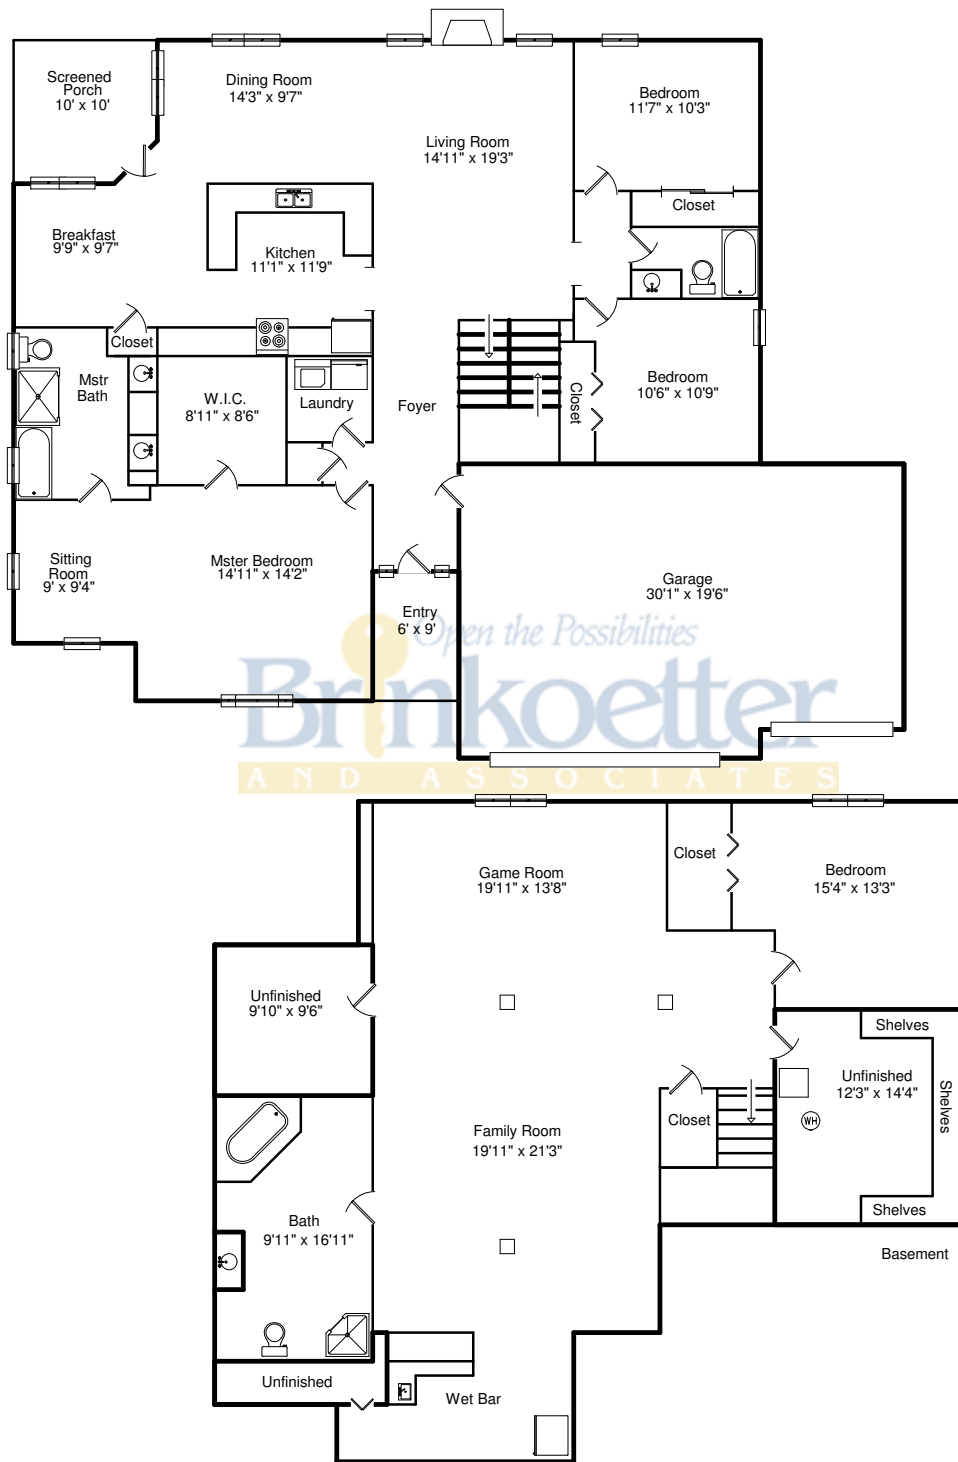 Screened
Porch
10' x 10'
Dining Room
14'3" x 9'7"
Living Room
14'11" x 19'3"
Bedroom
11'7" x 10'3"
Closet
Breakfast
9'9" x 9'7"
Kitchen
11'1" x 11'9"
Closet
Mstr
Bath
W.I.C.
8'11" x 8'6"
Laundry
Foyer
Closet
Bedroom
10'6" x 10'9"
Sitting
Room
9' x 9'4"
Mster Bedroom
14'11" x 14'2"
Entry
6' x 9'
Garage
30'1" x 19'6"
Open the Possibilities
Brinkoetter
AND ASSOCIATES
Game Room
19'11" x 13'8"
Closet
Bedroom
15'4" x 13'3"
Unfinished
9'10" x 9'6"
Shelves
Unfinished
12'3" x 14'4"
Shelves
WH
Closet
Family Room
19'11" x 21'3"
Shelves
Bath
9'11" x 16'11"
Basement
Unfinished
Wet Bar